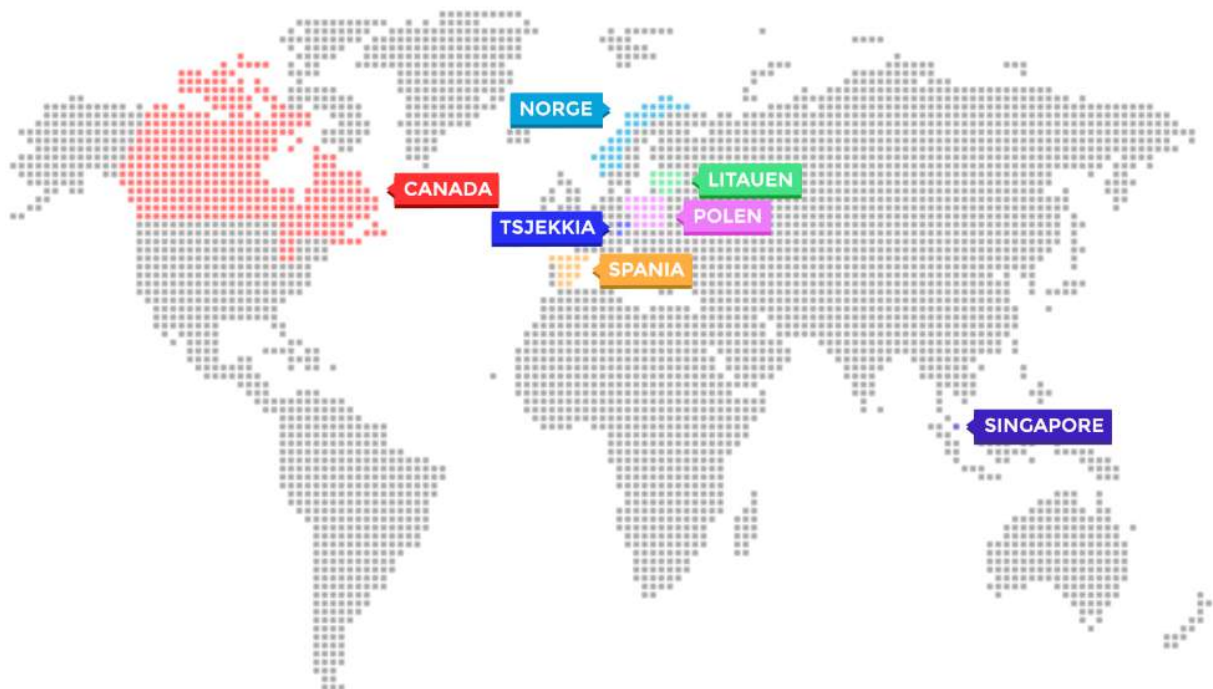 NORGE
LITAUEN
CANADA
POLEN
TSJEKKIA
SPANIA
SINGAPORE